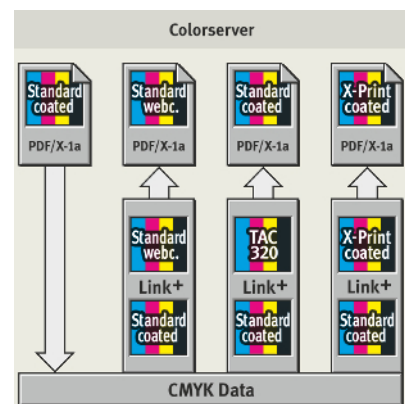 Colorserver
Standard
coated
PDF/X-1a
Standard
webc.
PDF/X-1a
Standard
coated
PDF/X-1a
X-Print
coated
PDF/X-1a
Standard
webc.
Link+
Standard
coated
TAC
320
Link+
Standard
coated
X-Print
coated
Link+
Standard
coated
CMYK Data